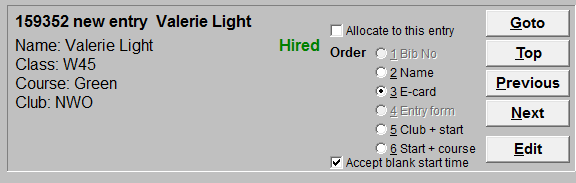 159352 new entry Valerie Light
Name: Valerie Light
Class: W45
Course: Green
Club: NWO
Hired
Allocate to this entry
Order
1 Bib No
2 Name
3 E-card
4 Entry form
5 Club + start
6 Start + course
Accept blank start time
Goto
Top
Previous
Next
Edit